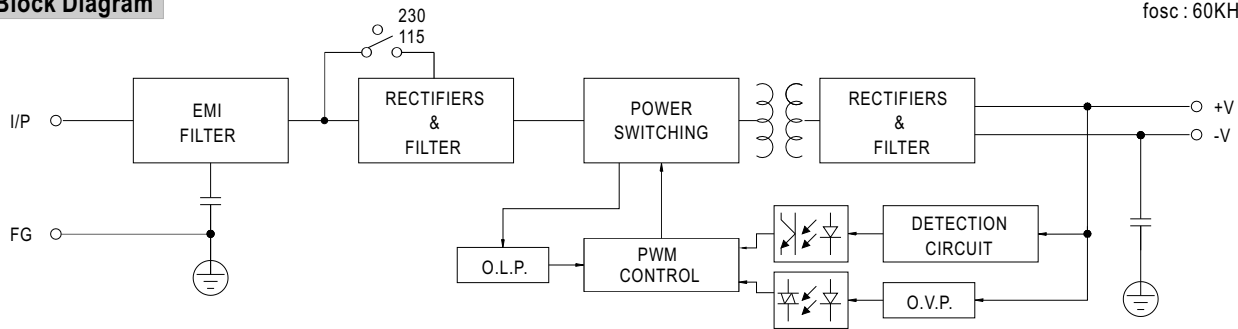 Block Diagram
fosc : 60KH
230
115
I/P
EMI
FILTER
RECTIFIERS
&
FILTER
POWER
SWITCHING
RECTIFIERS
&
FILTER
+V
-V
FG
O.L.P.
PWM
CONTROL
DETECTION
CIRCUIT
O.V.P.